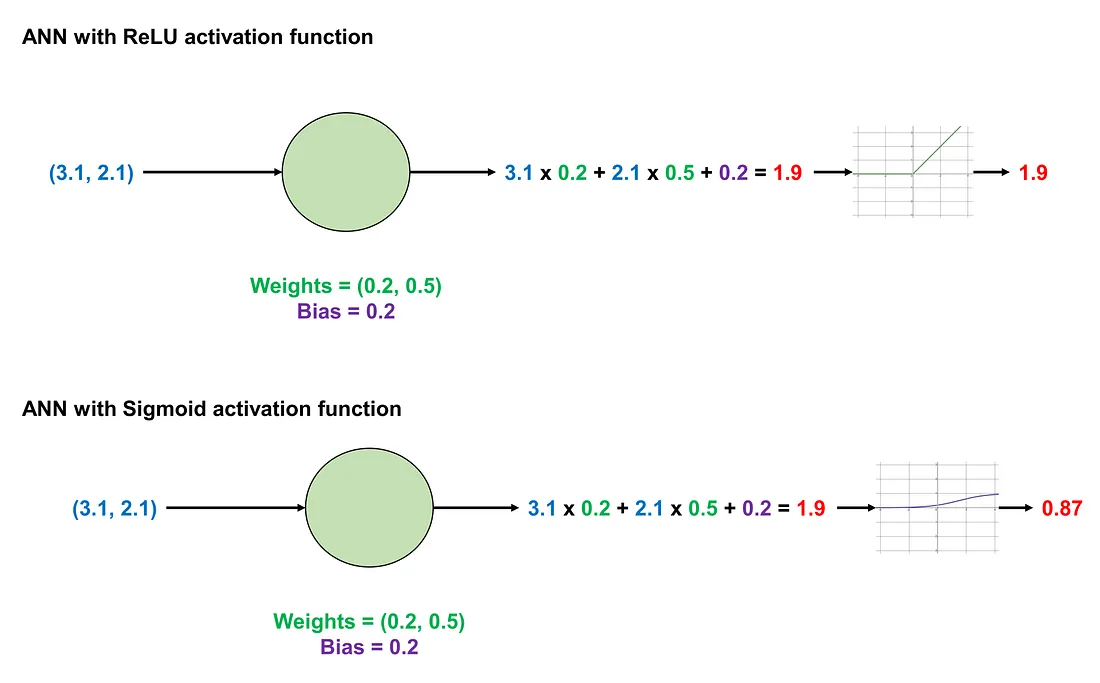 ANN with ReLU activation function
(3.1, 2.1)
3.1 x 0.2 + 2.1 x 0.5 + 0.2 = 1.9
1.9
Weights = (0.2, 0.5)
Bias = 0.2
ANN with Sigmoid activation function
(3.1, 2.1)
3.1 x 0.2 + 2.1 x 0.5 + 0.2 = 1.9
0.87
Weights = (0.2, 0.5)
Bias = 0.2